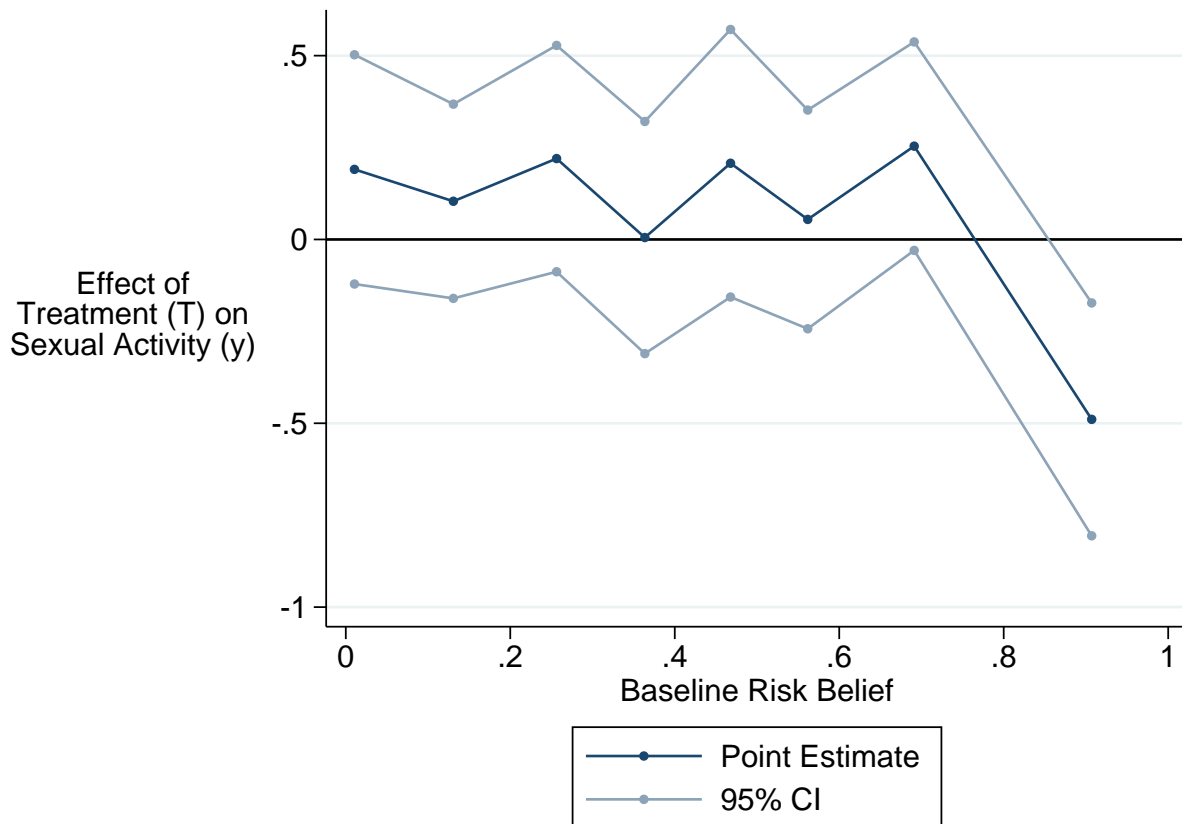 .5
0
-.5
-1
Effect of
Treatment (T) on
Sexual Activity (y)
0 .2 .4 .6 .8 1
Baseline Risk Belief
Point Estimate
95% CI